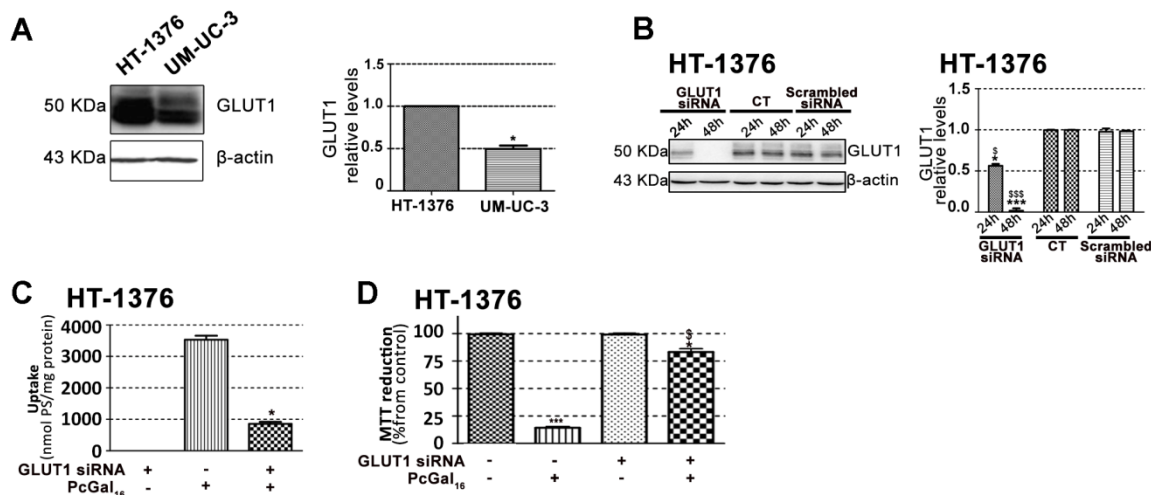 A
HT-1376
UM-UC-3
50 KDa
GLUT1
43 KDa
β-actin
GLUT1
relative levels
1.5
1.0
0.5
HT-1376
UM-UC-3
*
B
HT-1376
GLUT1
siRNA
CT
Scrambled
siRNA
24h
48h
24h
48h
24h
48h
50 KDa
GLUT1
43 KDa
β-actin
HT-1376
GLUT1
relative levels
1.5
1.0
0.5
0.0
$
*
$$$
***
24h
48h
24h
48h
24h
48h
GLUT1
siRNA
CT
Scrambled
siRNA
C
HT-1376
Uptake
(nmol PS/mg protein)
4000
3000
2000
1000
0
*
GLUT1 siRNA + - +
PcGal16 - + +
D
HT-1376
MTT reduction
(%from control)
100
75
50
25
0
***
$
*
GLUT1 siRNA - - + +
PcGal16 - + - +